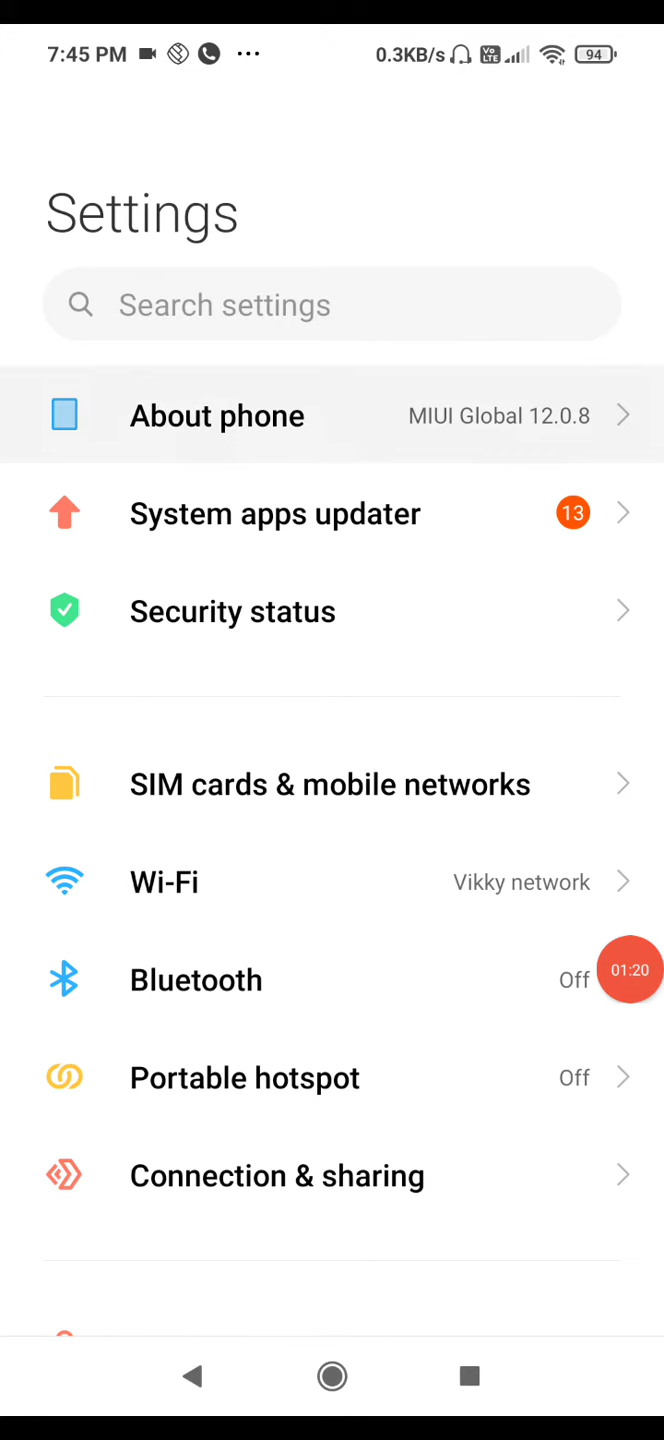 7:45 PM ... 0.3KB/s Vo LTE 94
Settings
Search settings
About phone MIUI Global 12.0.8
System apps updater 13
Security status
SIM cards & mobile networks
Wi-Fi Vikky network
Bluetooth Off 01:20
Portable hotspot Off
Connection & sharing